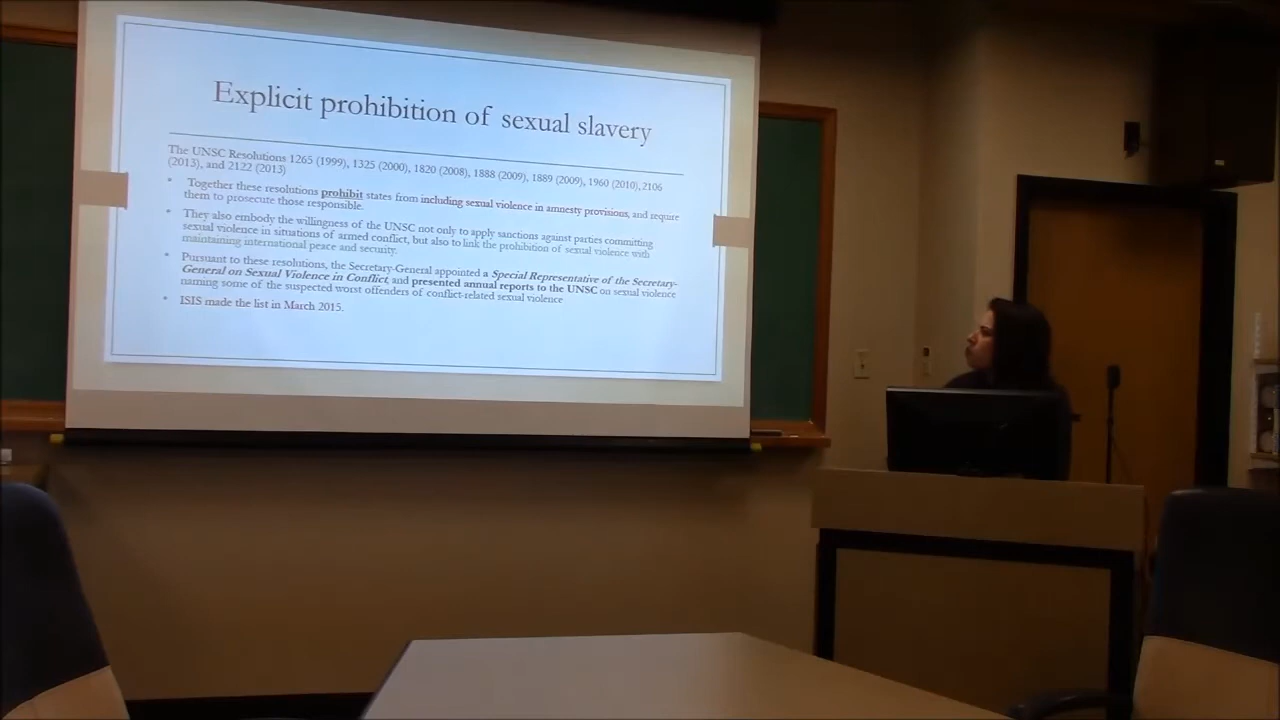 Explicit prohibition of sexual slavery
The UNSC Resolutions 1265 (1999), 1325 (2000), 1820 (2008), 1888 (2009), 1889 (2009), 1960 (2010), 2106
(2013), and 2122 (2013)
• Together these resolutions prohibit states from including sexual violence in amnesty provisions, and require
them to prosecute those responsible.
• They also embody the willingness of the UNSC not only to apply sanctions against parties committing
sexual violence in situations of armed conflict, but also to link the prohibition of sexual violence with
maintaining international peace and security.
• Pursuant to these resolutions, the Secretary-General appointed a Special Representative of the Secretary-
General on Sexual Violence in Conflict, and presented annual reports to the UNSC on sexual violence
naming some of the suspected worst offenders of conflict-related sexual violence
• ISIS made the list in March 2015.